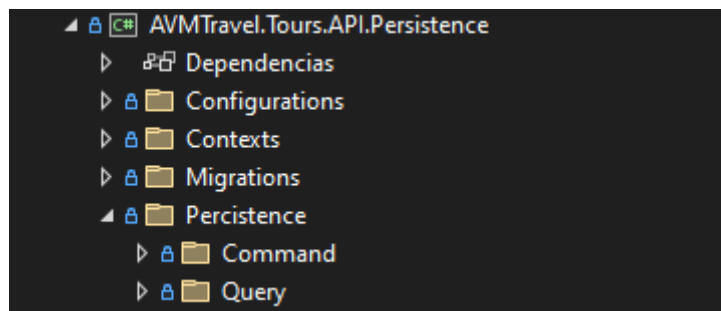 C# AVMTravel.Tours.API.Persistence
Dependencias
Configurations
Contexts
Migrations
Percistence
Command
Query